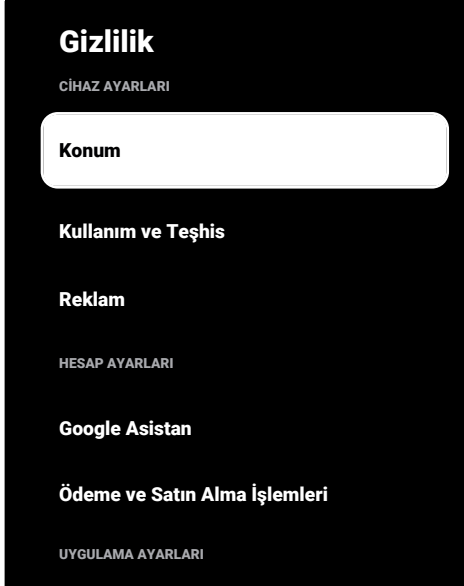 Gizlilik
CİHAZ AYARLARI
Konum
Kullanım ve Teşhis
Reklam
HESAP AYARLARI
Google Asistan
Ödeme ve Satın Alma İşlemleri
UYGULAMA AYARLARI